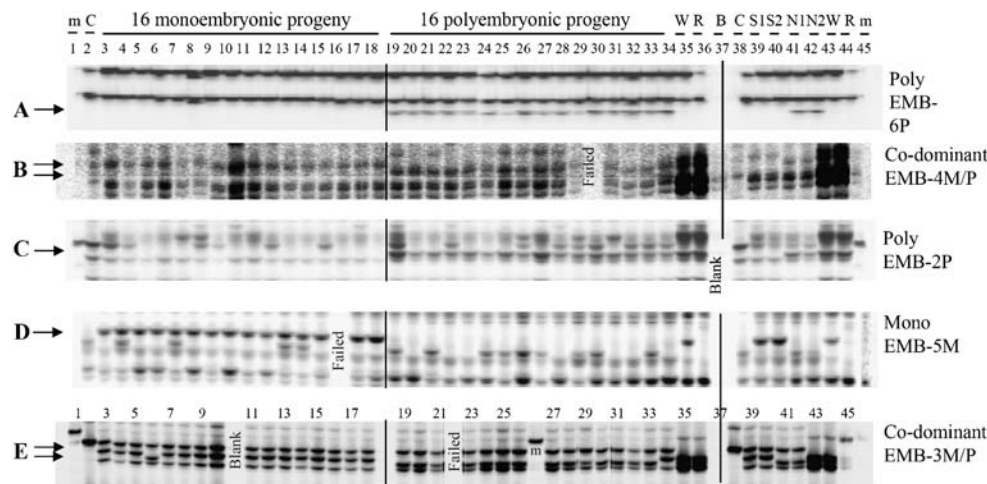 m C 16 monoembryonic progeny 16 polyembryonic progeny W R B C S1 S2 N1 N2 W R m
1 2 3 4 5 6 7 8 9 10 11 12 13 14 15 16 17 18 19 20 21 22 23 24 25 26 27 28 29 30 31 32 33 34 35 36 37 38 39 40 41 42 43 44 45
A Poly
EMB-
6P
B Failed Co-dominant
EMB-4M/P
C Blank Poly
EMB-2P
D Failed Mono
EMB-5M
1 3 5 7 9 11 13 15 17 19 21 23 25 27 29 31 33 35 37 39 41 43 45
E Blank Failed m Co-dominant
EMB-3M/P